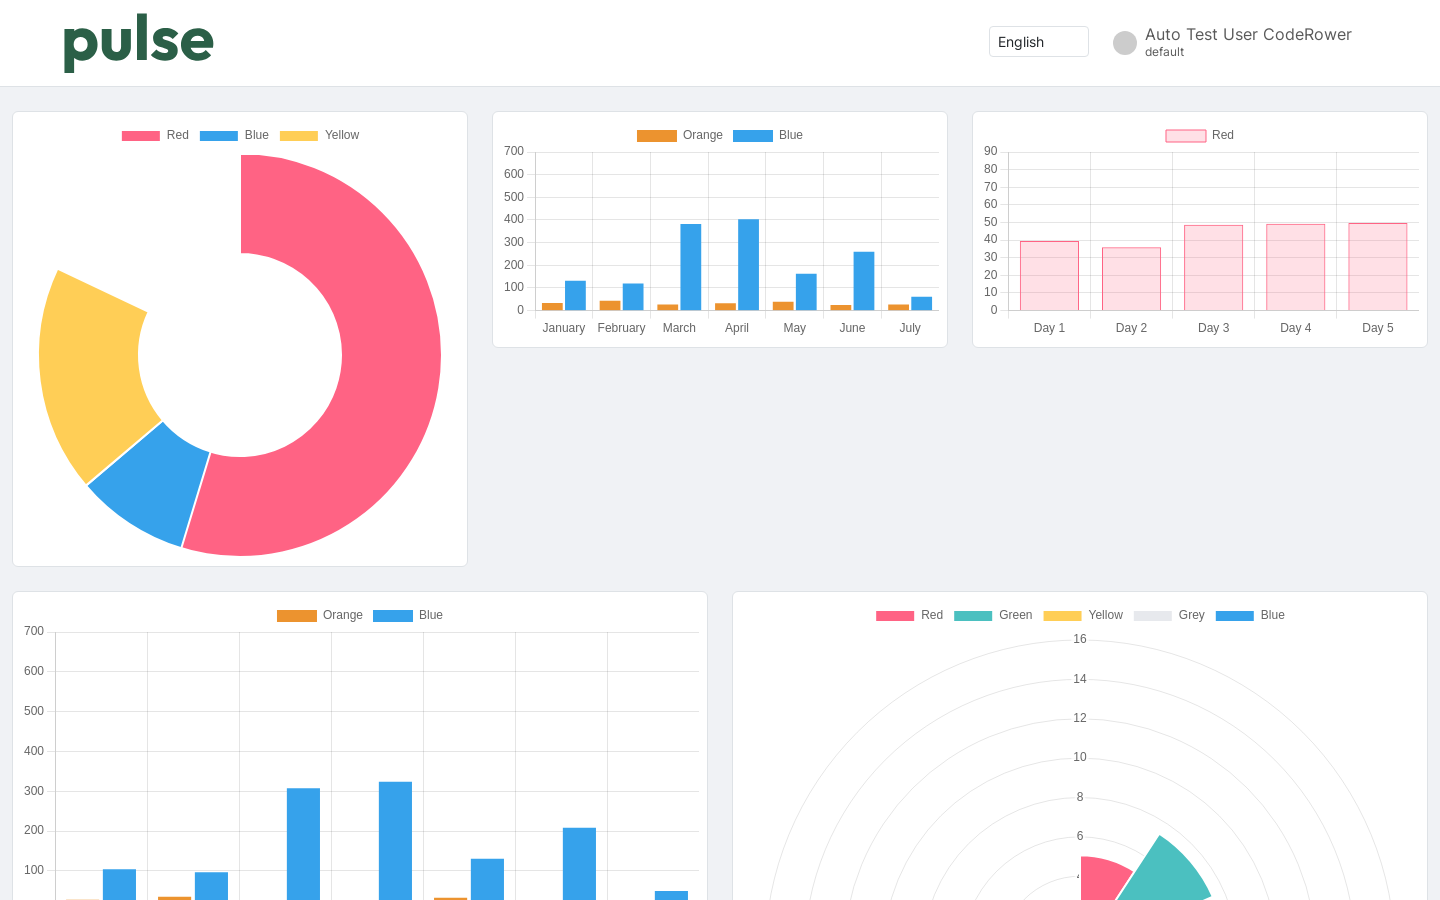 pulse
English
Auto Test User CodeRower
default
Red Blue Yellow
Orange Blue
700
600
500
400
300
200
100
0
January February March April May June July
Red
90
80
70
60
50
40
30
20
10
0
Day 1 Day 2 Day 3 Day 4 Day 5
Orange Blue
700
600
500
400
300
200
100
Red Green Yellow Grey Blue
16
14
12
10
8
6